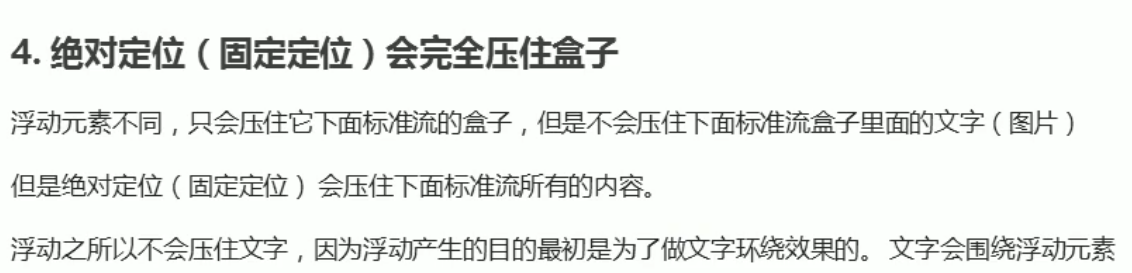 4. 绝对定位（固定定位）会完全压住盒子
浮动元素不同，只会压住它下面标准流的盒子，但是不会压住下面标准流盒子里面的文字（图片）
但是绝对定位（固定定位） 会压住下面标准流所有的内容。
浮动之所以不会压住文字，因为浮动产生的目的最初是为了做文字环绕效果的。 文字会围绕浮动元素